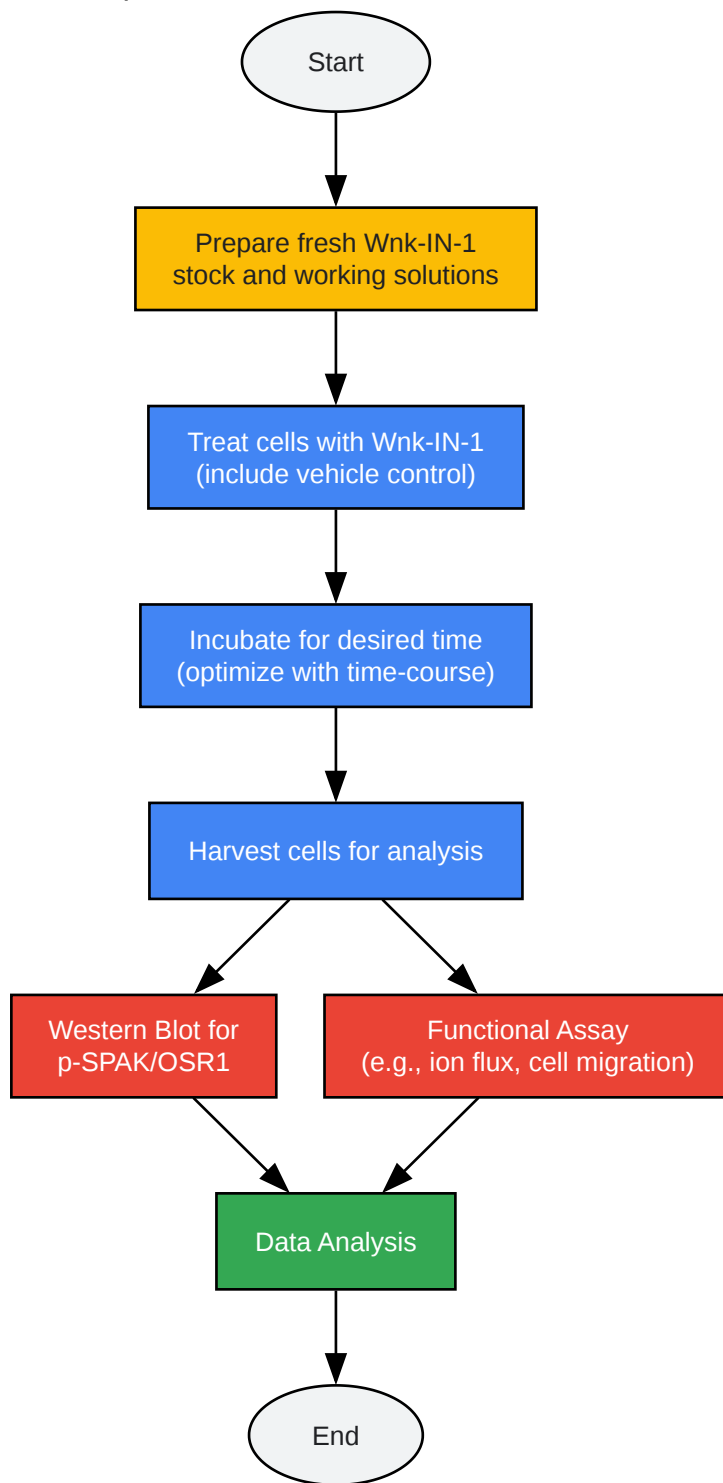 Start
Prepare fresh Wnk-IN-1
stock and working solutions
Treat cells with Wnk-IN-1
(include vehicle control)
Incubate for desired time
(optimize with time-course)
Harvest cells for analysis
Western Blot for
p-SPAK/OSR1
Functional Assay
(e.g., ion flux, cell migration)
Data Analysis
End